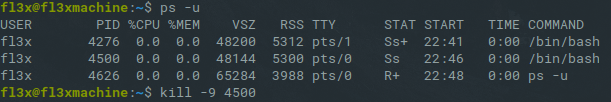 fl3x@fl3xmachine:~$ ps -u
USER       PID %CPU %MEM    VSZ   RSS TTY      STAT START   TIME COMMAND
fl3x      4276  0.0  0.0  48200  5312 pts/1    Ss+  22:41   0:00 /bin/bash
fl3x      4500  0.0  0.0  48144  5300 pts/0    Ss   22:46   0:00 /bin/bash
fl3x      4626  0.0  0.0  65284  3988 pts/0    R+   22:48   0:00 ps -u
fl3x@fl3xmachine:~$ kill -9 4500